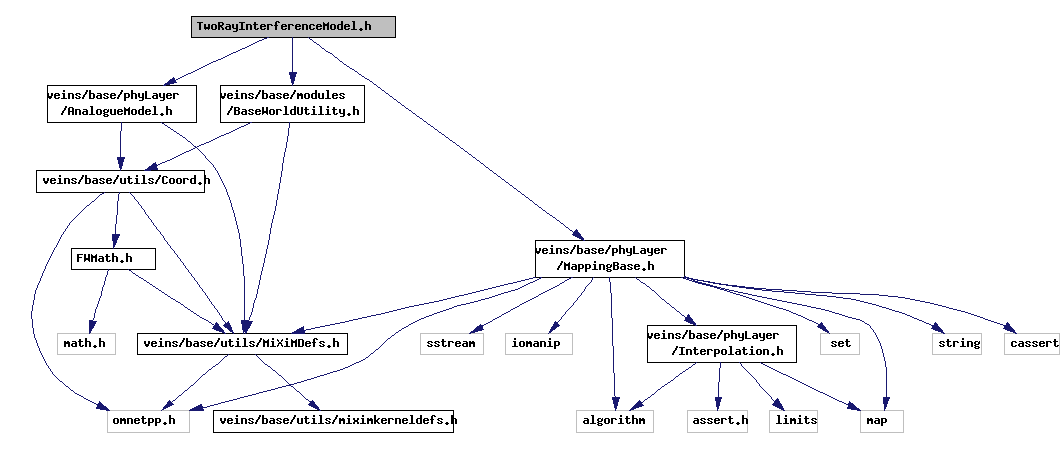 TwoRayInterferenceModel.h
veins/base/phyLayer
/AnalogueModel.h
veins/base/modules
/BaseWorldUtility.h
veins/base/utils/Coord.h
FWMath.h
veins/base/phyLayer
/MappingBase.h
math.h
veins/base/utils/MiXiMDefs.h
sstream
iomanip
veins/base/phyLayer
/Interpolation.h
set
string
cassert
omnetpp.h
veins/base/utils/miximkerneldefs.h
algorithm
assert.h
limits
map